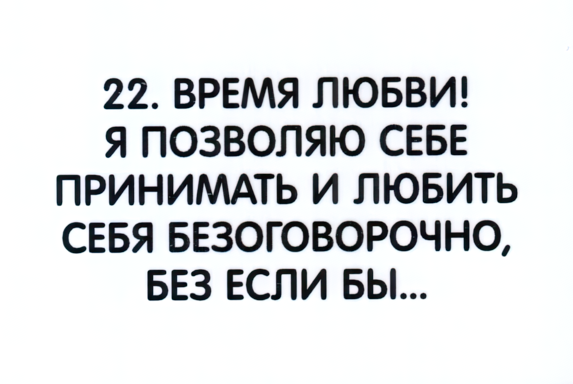 22. ВРЕМЯ ЛЮБВИ!
Я ПОЗВОЛЯЮ СЕБЕ
ПРИНИМАТЬ И ЛЮБИТЬ
СЕБЯ БЕЗОГОВОРОЧНО,
БЕЗ ЕСЛИ БЫ...